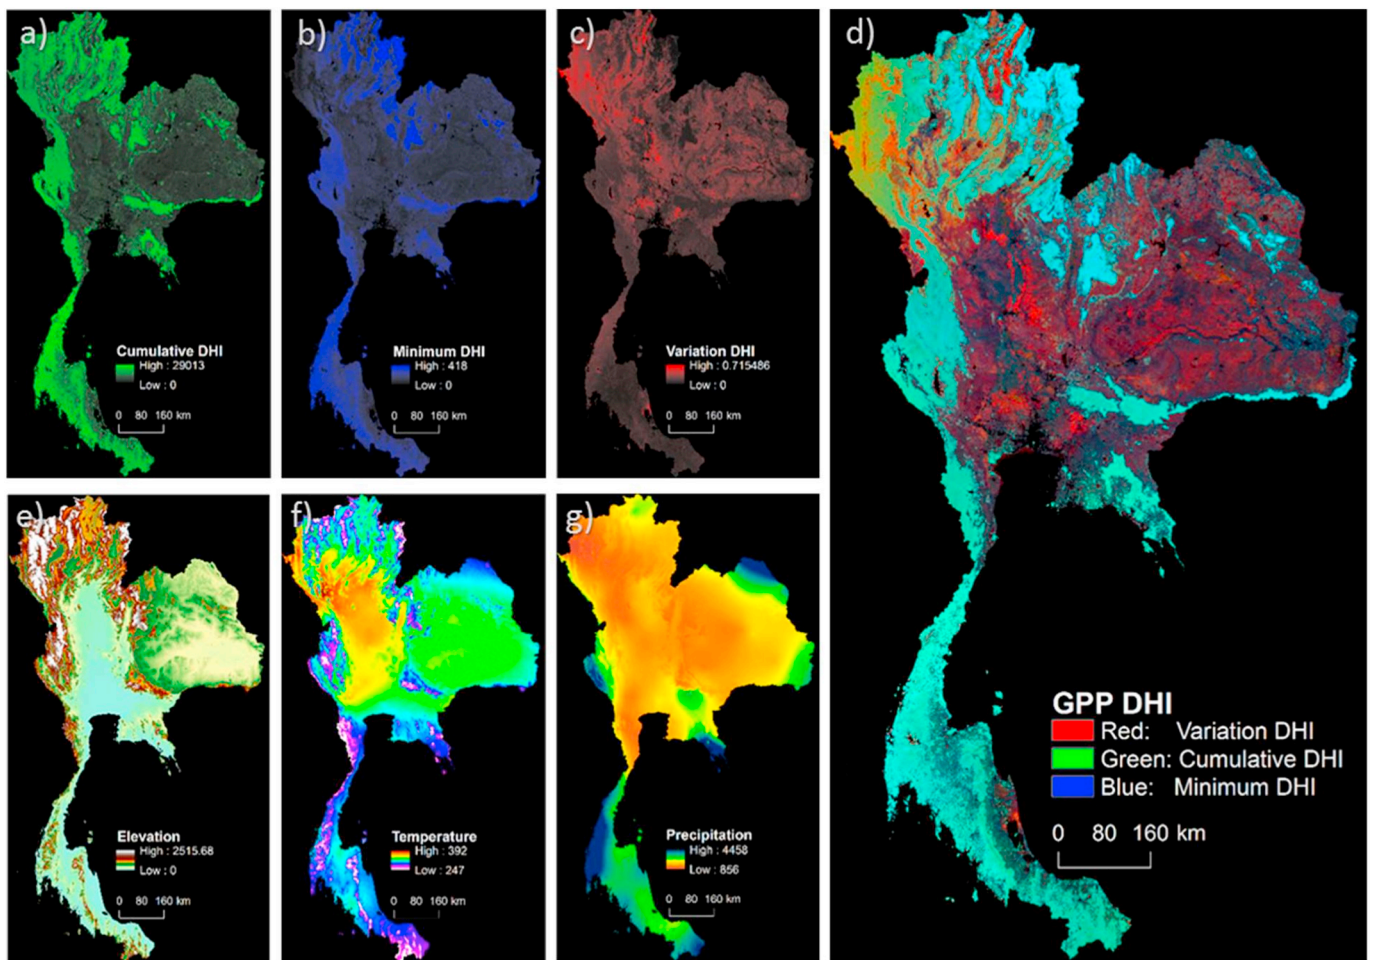 a)
Cumulative DHI
High : 29013
Low : 0
0 80 160 km
b)
Minimum DHI
High : 418
Low : 0
0 80 160 km
c)
Variation DHI
High : 0.715486
Low : 0
0 80 160 km
d)
GPP DHI
Red: Variation DHI
Green: Cumulative DHI
Blue: Minimum DHI
0 80 160 km
e)
Elevation
High : 2515.68
Low : 0
0 80 160 km
f)
Temperature
High : 392
Low : 247
0 80 160 km
g)
Precipitation
High : 4458
Low : 856
0 80 160 km